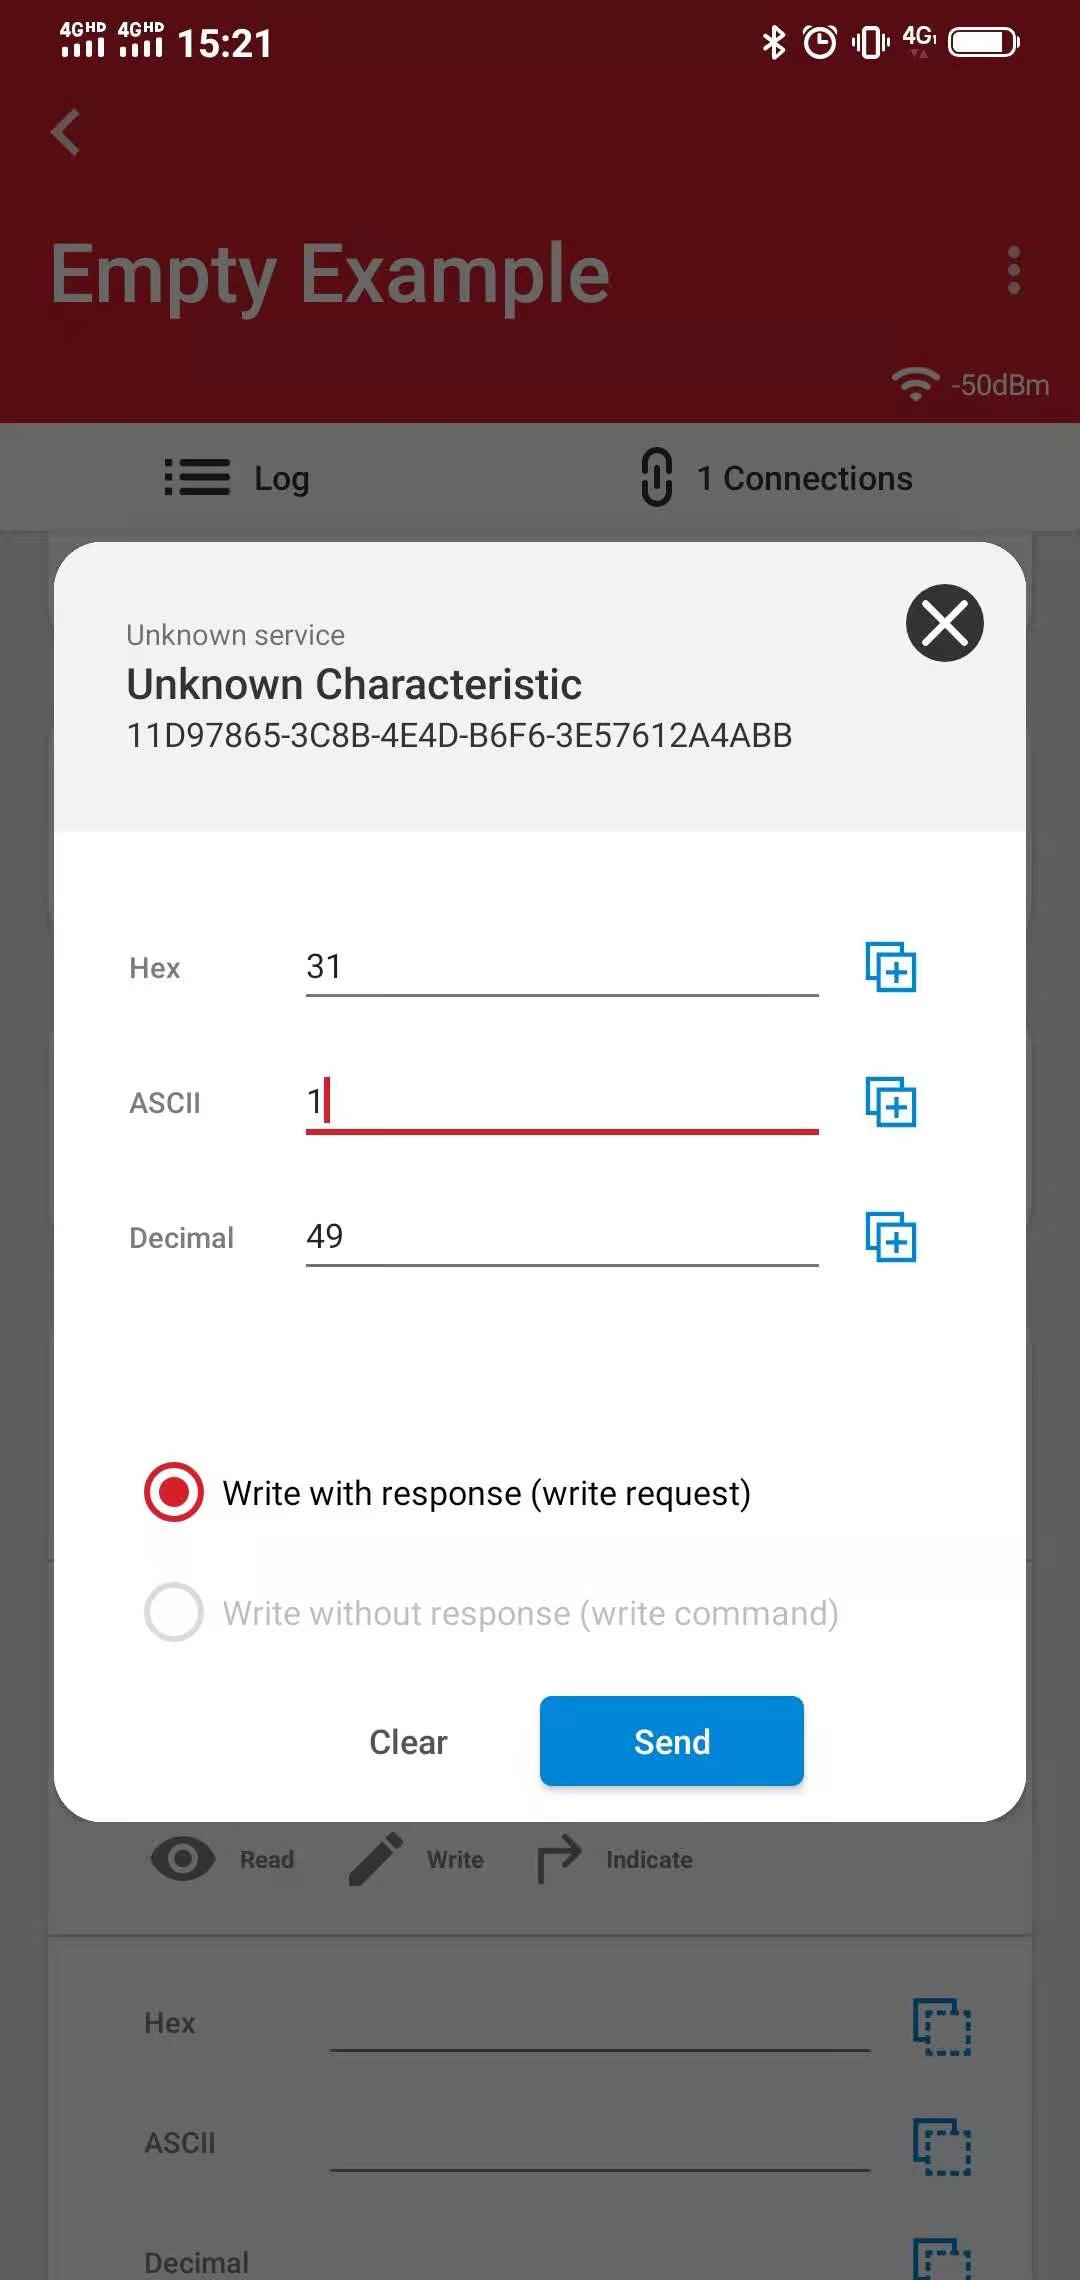 4GHD 4GHD 15:21 4G1
Empty Example
-50dBm
Log 1 Connections
Unknown service
Unknown Characteristic
11D97865-3C8B-4E4D-B6F6-3E57612A4ABB
Hex 31
ASCII 1
Decimal 49
Write with response (write request)
Write without response (write command)
Clear Send
Read Write Indicate
Hex
ASCII
Decimal